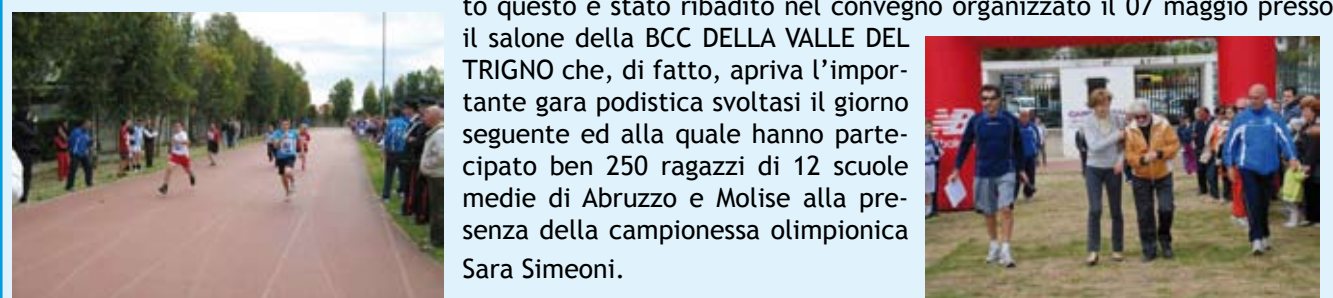 to questo è stato ribadito nel convegno organizzato il 07 maggio presso
il salone della BCC DELLA VALLE DEL
TRIGNO che, di fatto, apriva l’impor-
tante gara podistica svoltasi il giorno
seguente ed alla quale hanno parte-
cipato ben 250 ragazzi di 12 scuole
medie di Abruzzo e Molise alla pre-
senza della campionessa olimpionica
Sara Simeoni.